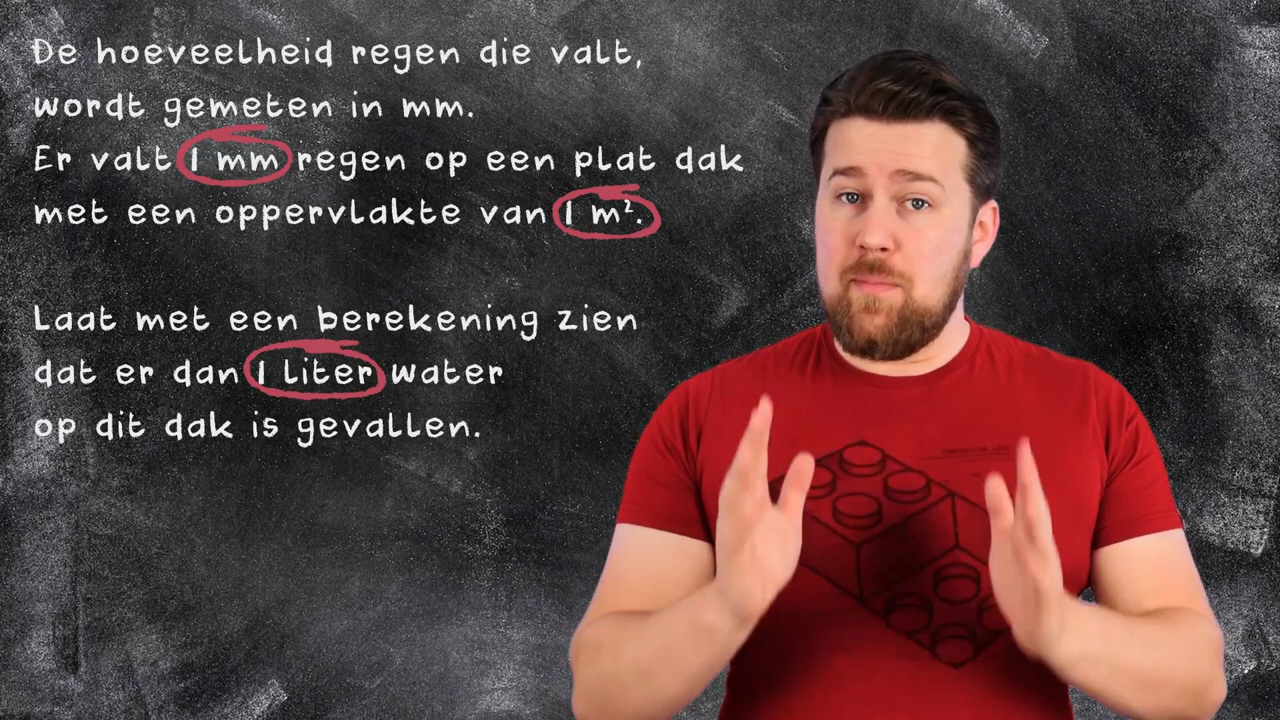 De hoeveelheid regen die valt,
wordt gemeten in mm.
Er valt 1 mm regen op een plat dak
met een oppervlakte van 1 m².
Laat met een berekening zien
dat er dan 1 liter water
op dit dak is gevallen.